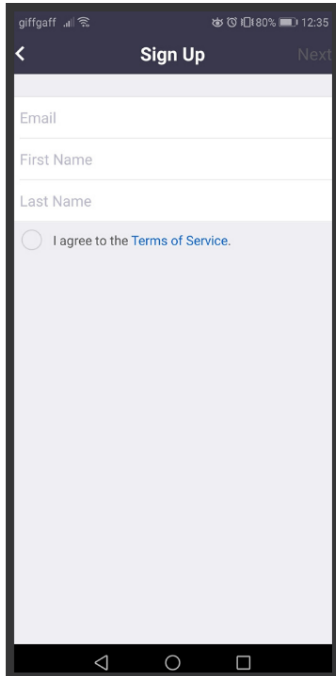 giffgaff 80% 12:35
Sign Up Next
Email
First Name
Last Name
I agree to the Terms of Service.